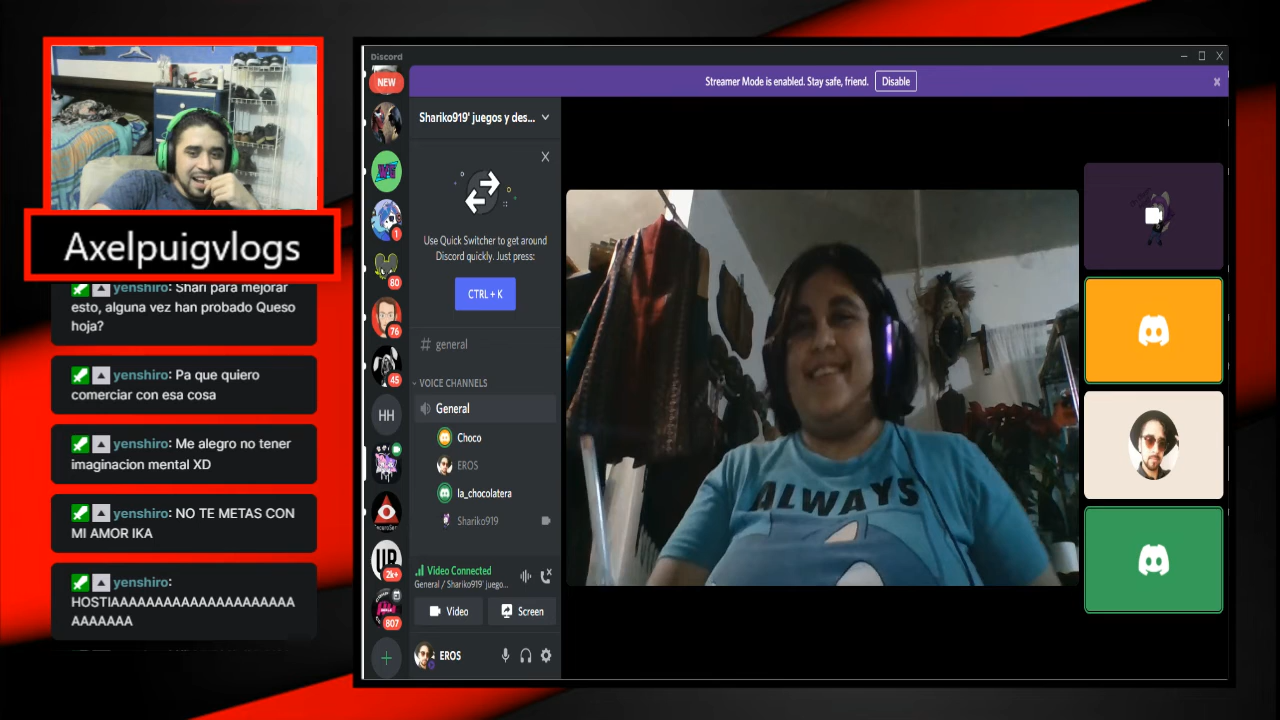 Axelpuigvlogs
yenshiro: Shari para mejorar
esto, alguna vez han probado Queso
hoja?
yenshiro: Pa que quiero
comerciar con esa cosa
yenshiro: Me alegro no tener
imaginacion mental XD
yenshiro: NO TE METAS CON
MI AMOR IKA
yenshiro:
HOSTIAAAAAAAAAAAAAAAAAAAA
AAAAAAA
Discord
NEW
1
80
76
45
HH
UP
2k+
807
Streamer Mode is enabled. Stay safe, friend. Disable
Shariko919' juegos y des...
Use Quick Switcher to get around
Discord quickly. Just press:
CTRL + K
# general
VOICE CHANNELS
General
Choco
EROS
la_chocolatera
Shariko919
Video Connected
General / Shariko919' juego...
Video Screen
EROS
ALWAYS